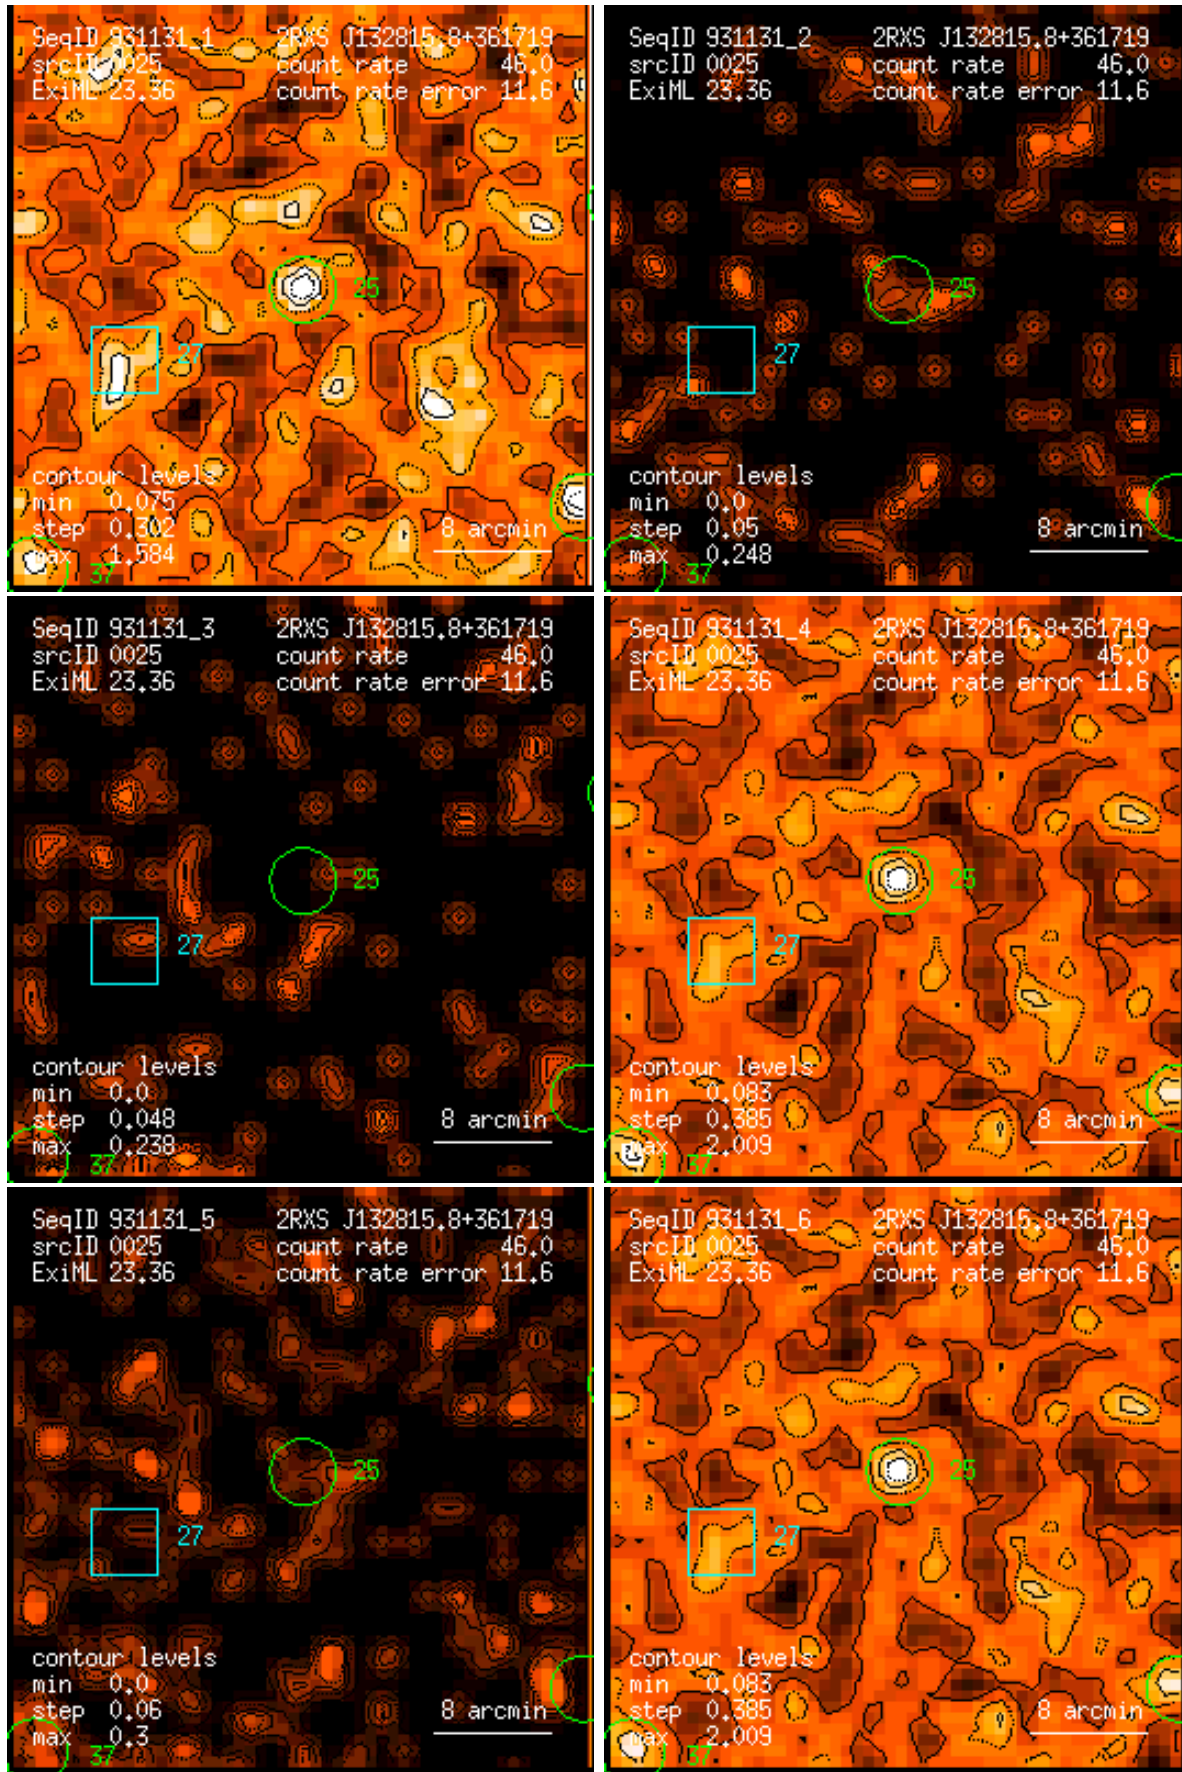 SeqID 931131_1 2RXS J132815.8+361719
srcID 0025 count rate 46.0
ExiML 23.36 count rate error 11.6
25
27
contour levels
min 0.075
step 0.302
8 arcmin
max 1.584
37
SeqID 931131_2 2RXS J132815.8+361719
srcID 0025 count rate 46.0
ExiML 23.36 count rate error 11.6
25
27
contour levels
min 0.0
step 0.05
8 arcmin
max 0.248
37
SeqID 931131_3 2RXS J132815.8+361719
srcID 0025 count rate 46.0
ExiML 23.36 count rate error 11.6
25
27
contour levels
min 0.0
step 0.048
8 arcmin
max 0.238
37
SeqID 931131_4 2RXS J132815.8+361719
srcID 0025 count rate 46.0
ExiML 23.36 count rate error 11.6
25
27
contour levels
min 0.083
step 0.385
8 arcmin
max 2.009
37
SeqID 931131_5 2RXS J132815.8+361719
srcID 0025 count rate 46.0
ExiML 23.36 count rate error 11.6
25
27
contour levels
min 0.0
step 0.06
8 arcmin
max 0.3
37
SeqID 931131_6 2RXS J132815.8+361719
srcID 0025 count rate 46.0
ExiML 23.36 count rate error 11.6
25
27
contour levels
min 0.083
step 0.385
8 arcmin
max 2.009
37